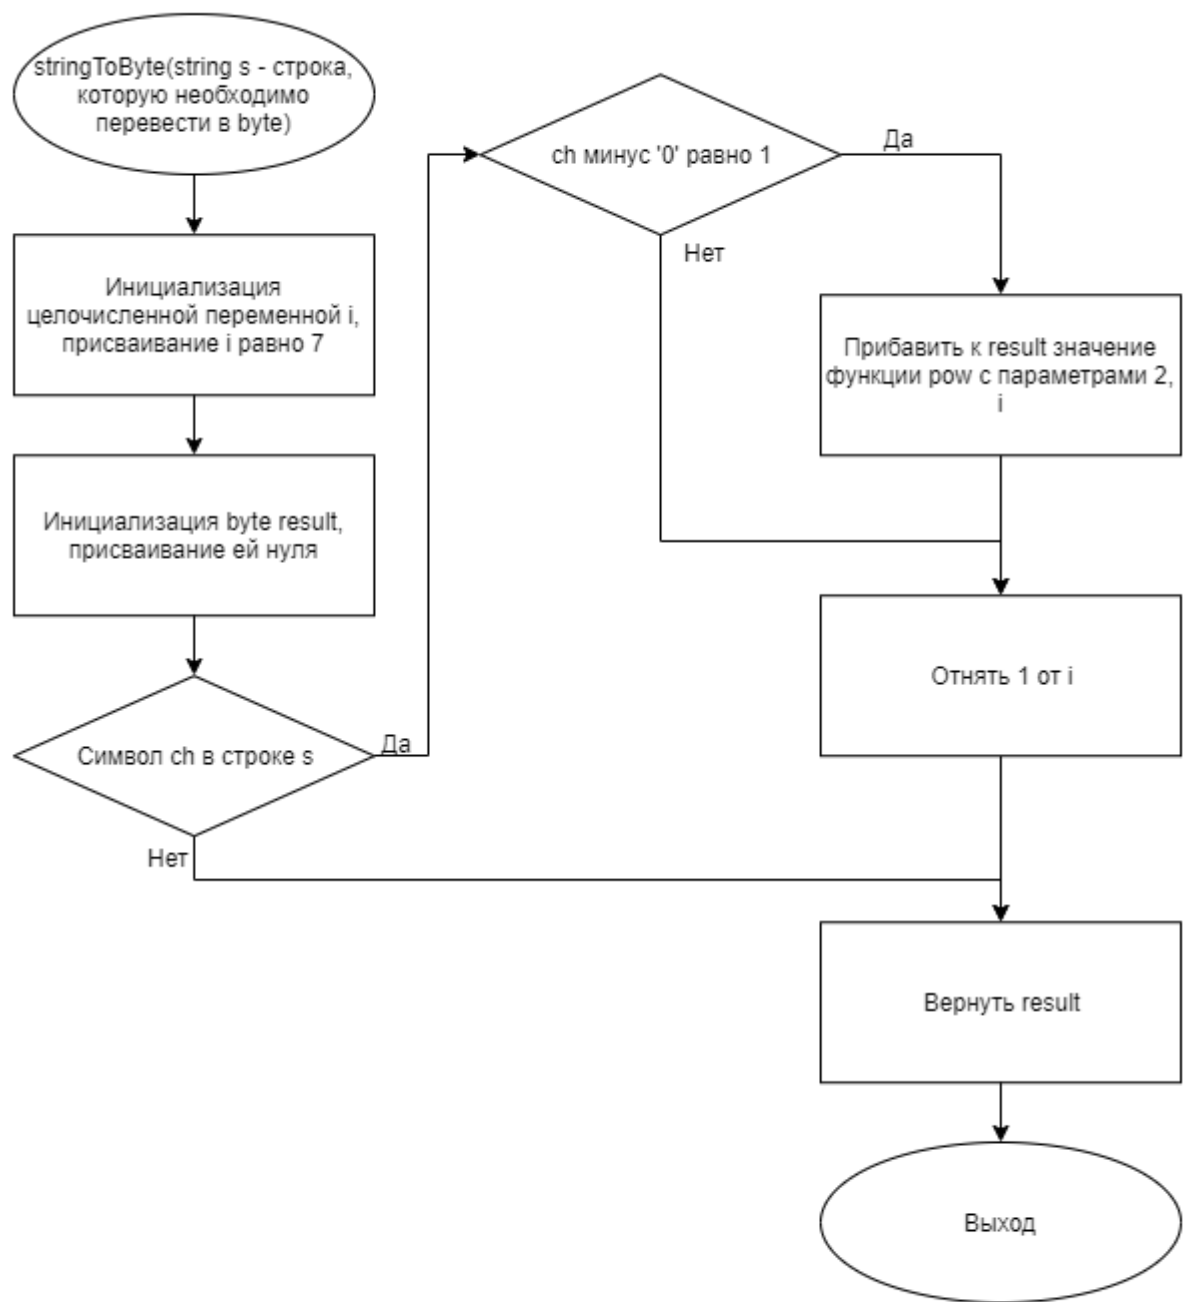 stringToByte(string s - строка,
которую необходимо
перевести в byte)
Инициализация
целочисленной переменной i,
присваивание i равно 7
Инициализация byte result,
присваивание ей нуля
Символ ch в строке s
Да
Нет
ch минус '0' равно 1
Да
Нет
Прибавить к result значение
функции pow с параметрами 2,
i
Отнять 1 от i
Вернуть result
Выход